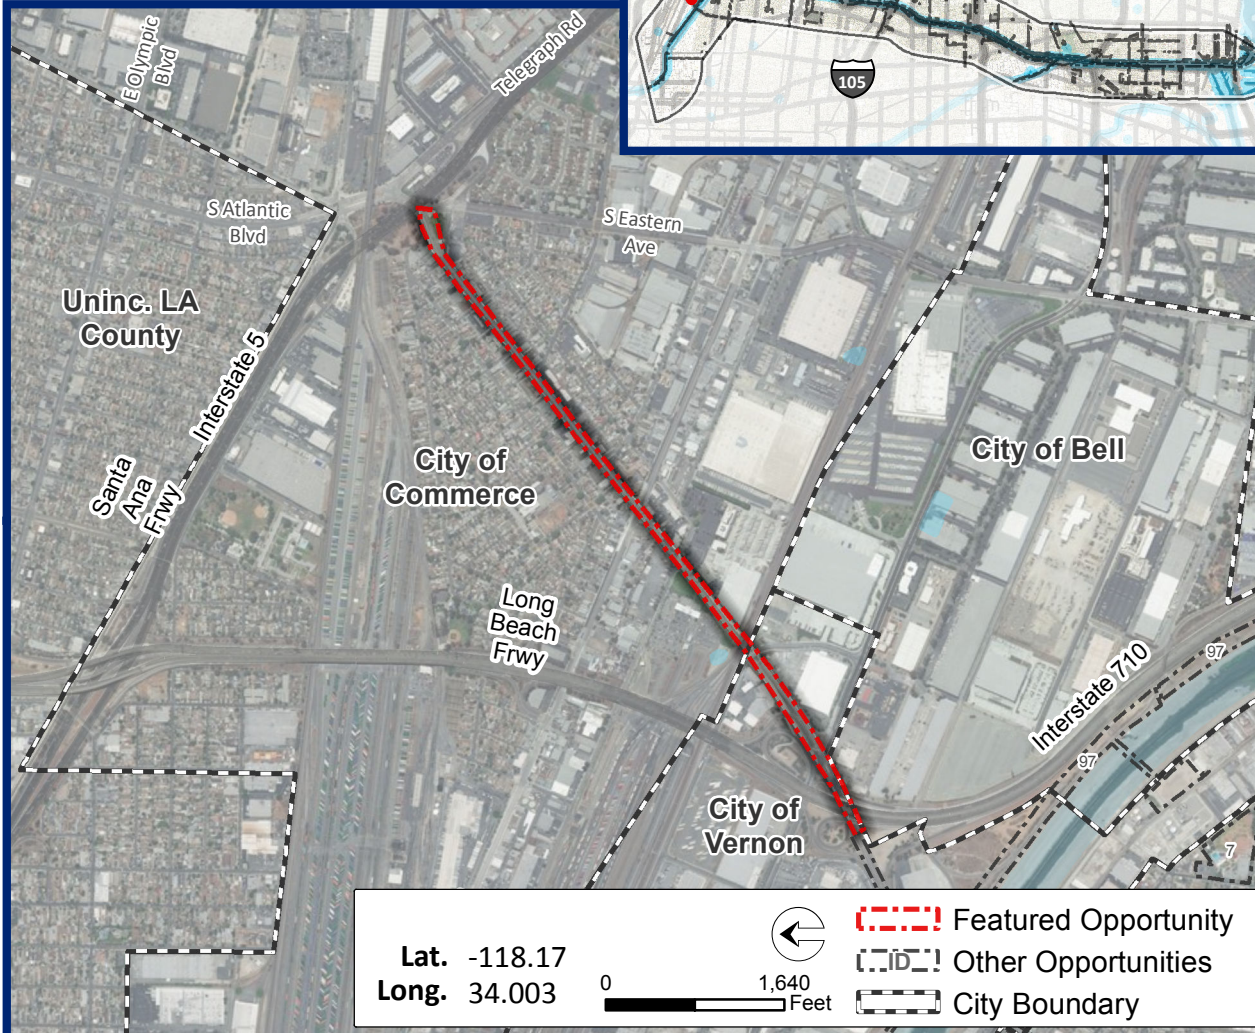 105
Telegraph Rd
E Olympic
Blvd
S Atlantic
Blvd
S Eastern
Ave
Uninc. LA
County
Interstate 5
City of
Commerce
City of Bell
Santa
Ana
Frwy
Long
Beach
Frwy
Interstate 710
97
97
City of
Vernon
7
Lat. -118.17
Long. 34.003
0 1,640
Feet
Featured Opportunity
ID Other Opportunities
City Boundary